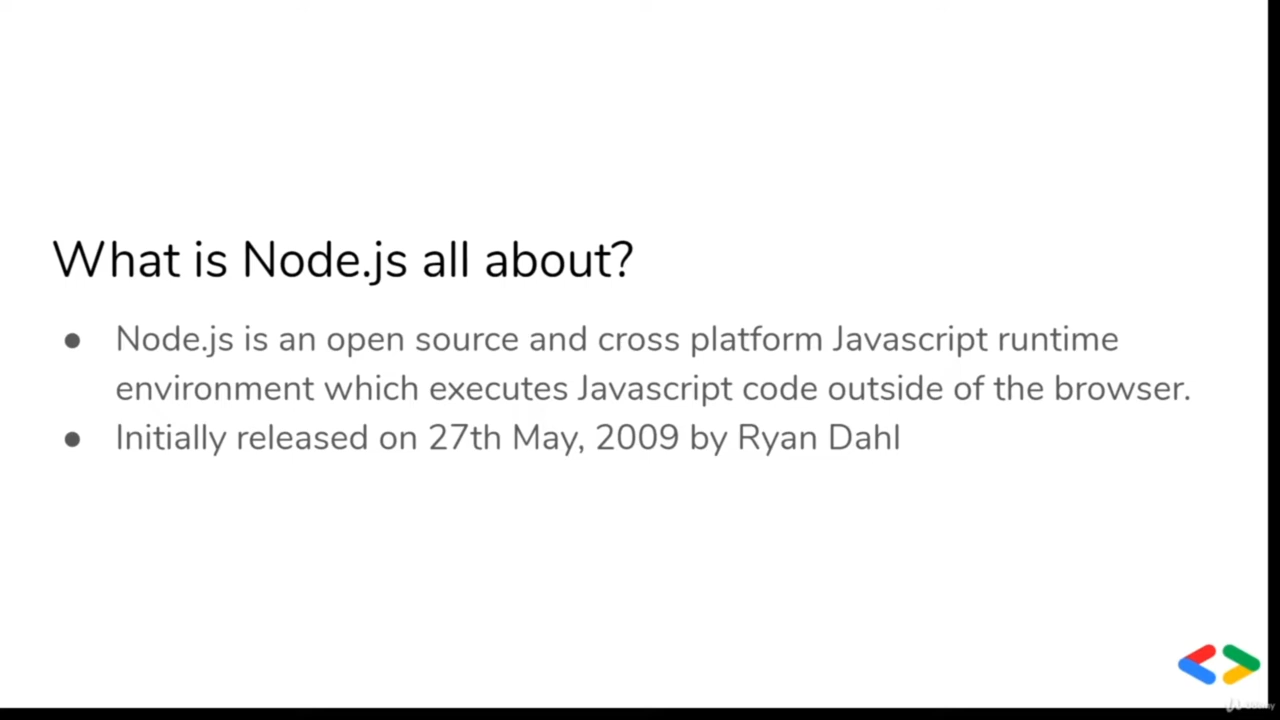 What is Node.js all about?
● Node.js is an open source and cross platform Javascript runtime
environment which executes Javascript code outside of the browser.
● Initially released on 27th May, 2009 by Ryan Dahl
Udemy